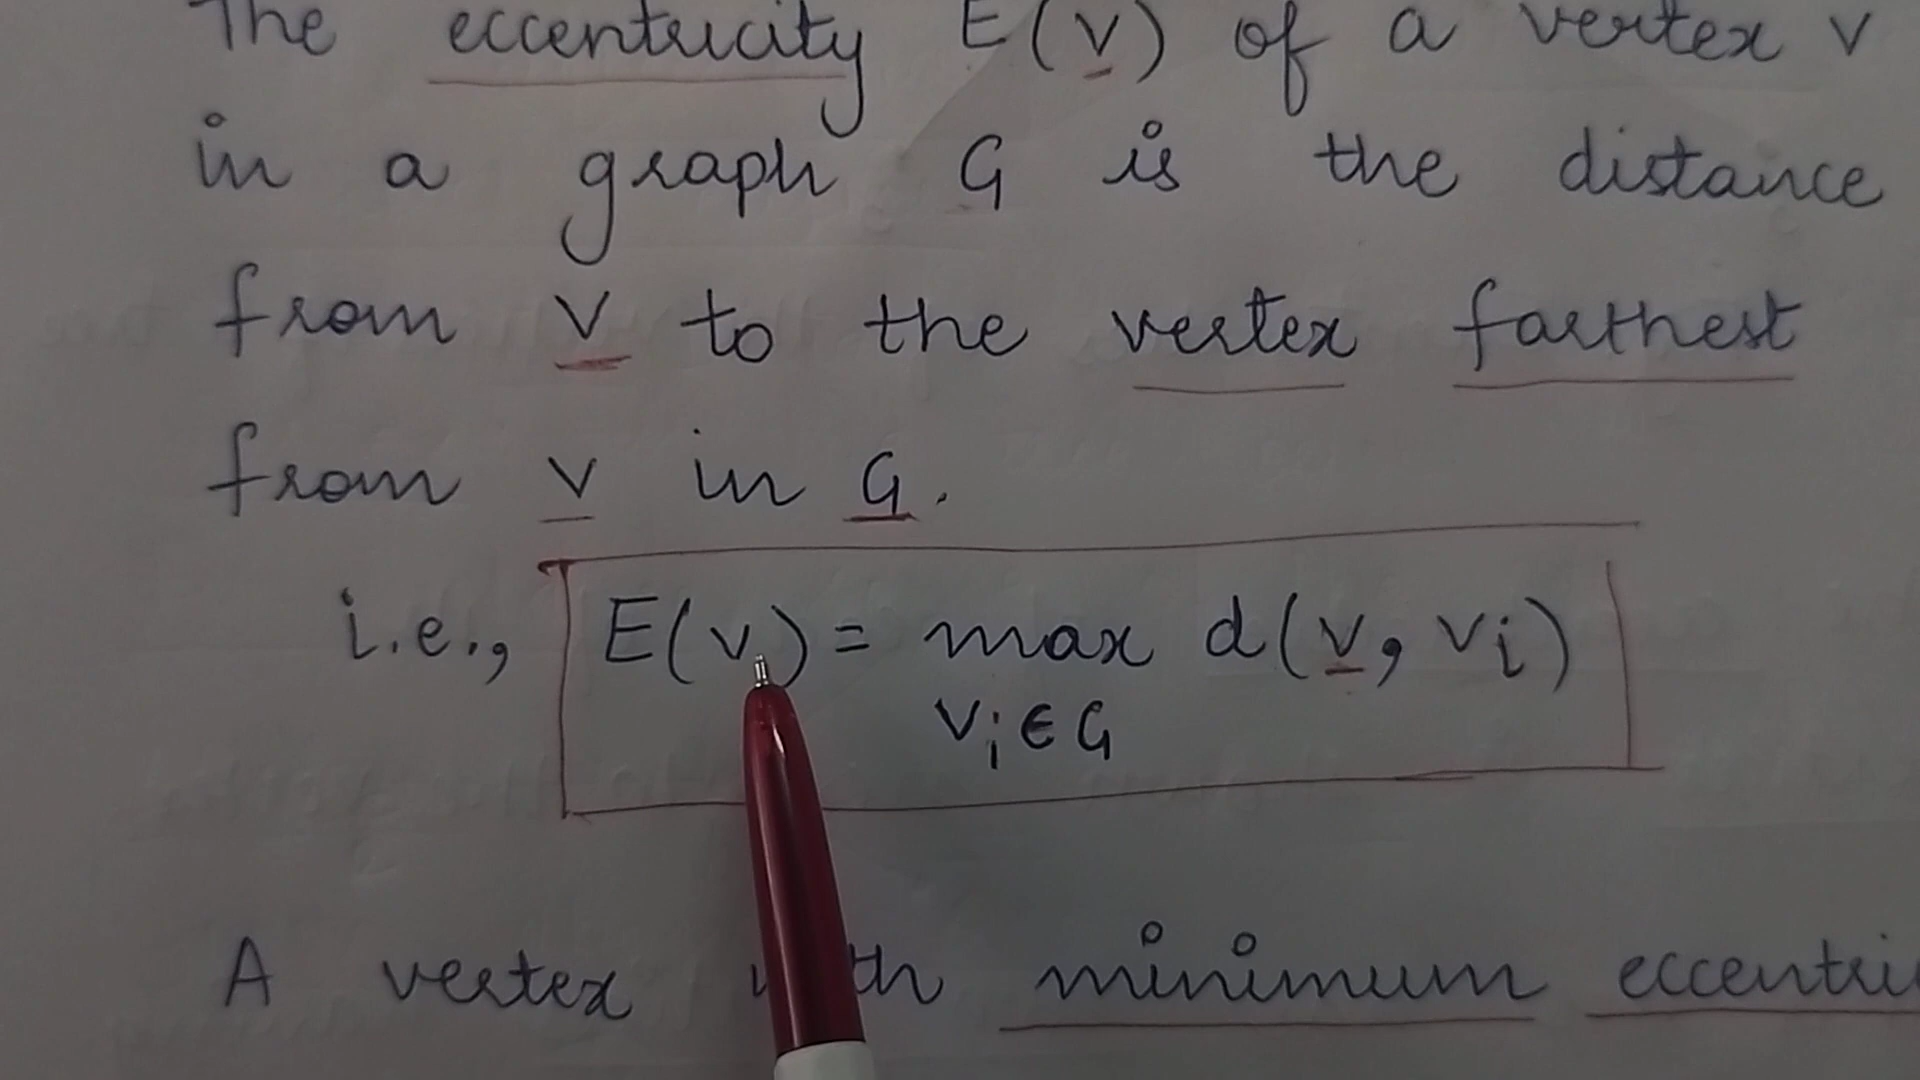 The eccentricity E(v) of a vertex v
in a graph G is the distance
from v to the vertex farthest
from v in G.
i.e., E(v) = max d(v, vi)
vi ∈ G
A vertex minimum